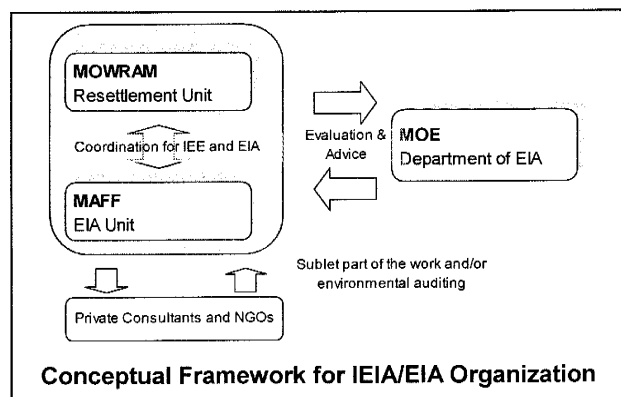 MOWRAM
Resettlement Unit
Coordination for IEE and EIA
MAFF
EIA Unit
Evaluation &
Advice
MOE
Department of EIA
Sublet part of the work and/or
environmental auditing
Private Consultants and NGOs
Conceptual Framework for IEIA/EIA Organization